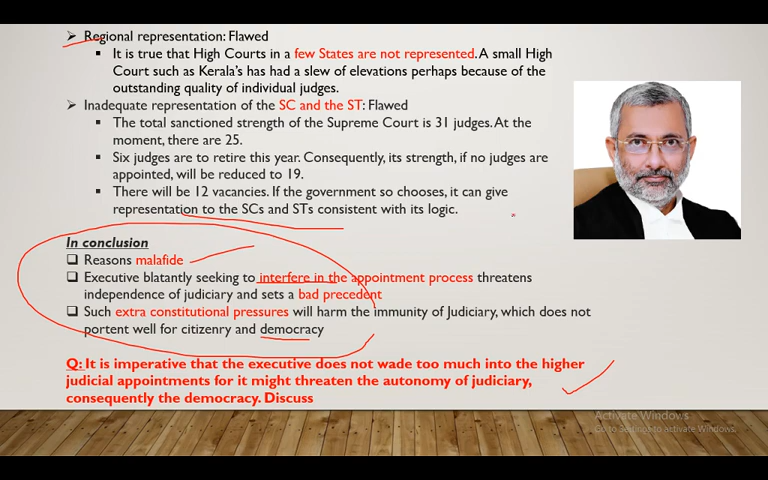 ➢ Regional representation: Flawed
▪ It is true that High Courts in a few States are not represented. A small High
Court such as Kerala's has had a slew of elevations perhaps because of the
outstanding quality of individual judges.
➢ Inadequate representation of the SC and the ST: Flawed
▪ The total sanctioned strength of the Supreme Court is 31 judges. At the
moment, there are 25.
▪ Six judges are to retire this year. Consequently, its strength, if no judges are
appointed, will be reduced to 19.
▪ There will be 12 vacancies. If the government so chooses, it can give
representation to the SCs and STs consistent with its logic.
In conclusion
❑ Reasons malafide
❑ Executive blatantly seeking to interfere in the appointment process threatens
independence of judiciary and sets a bad precedent
❑ Such extra constitutional pressures will harm the immunity of Judiciary, which does not
portent well for citizenry and democracy
Q: It is imperative that the executive does not wade too much into the higher
judicial appointments for it might threaten the autonomy of judiciary,
consequently the democracy. Discuss
Activate Windows
Go to Settings to activate Windows.